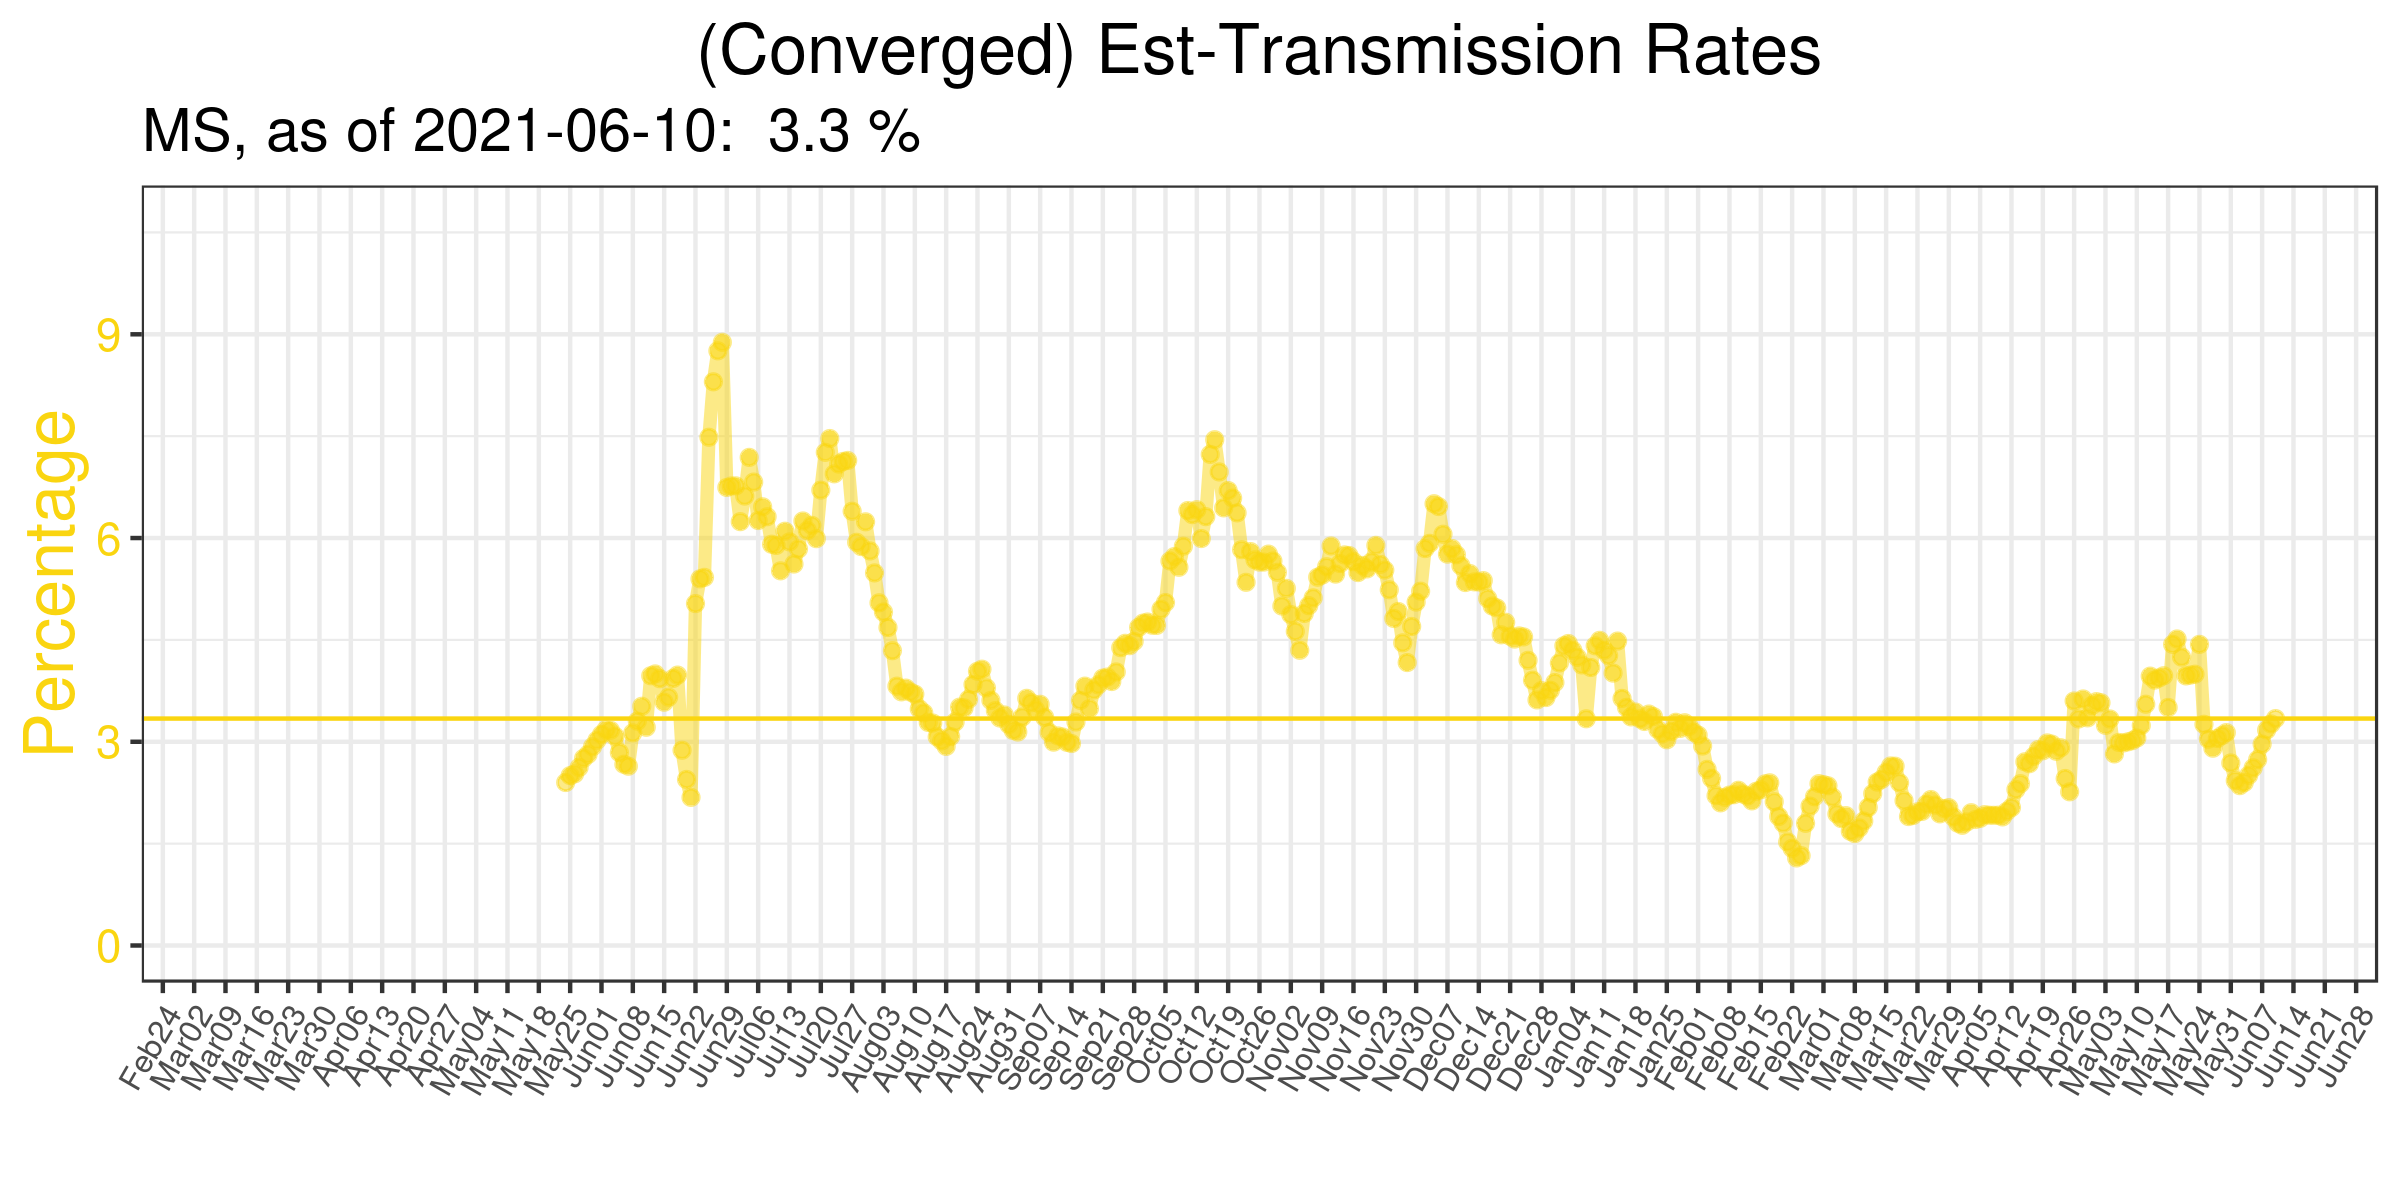 (Converged) Est-Transmission Rates
MS, as of 2021-06-10:  3.3 %
Percentage
9
6
3
0
Feb24 Mar02 Mar09 Mar16 Mar23 Mar30 Apr06 Apr13 Apr20 Apr27 May04 May11 May18 May25 Jun01 Jun08 Jun15 Jun22 Jun29 Jul06 Jul13 Jul20 Jul27 Aug03 Aug10 Aug17 Aug24 Aug31 Sep07 Sep14 Sep21 Sep28 Oct05 Oct12 Oct19 Oct26 Nov02 Nov09 Nov16 Nov23 Nov30 Dec07 Dec14 Dec21 Dec28 Jan04 Jan11 Jan18 Jan25 Feb01 Feb08 Feb15 Feb22 Mar01 Mar08 Mar15 Mar22 Mar29 Apr05 Apr12 Apr19 Apr26 May03 May10 May17 May24 May31 Jun07 Jun14 Jun21 Jun28